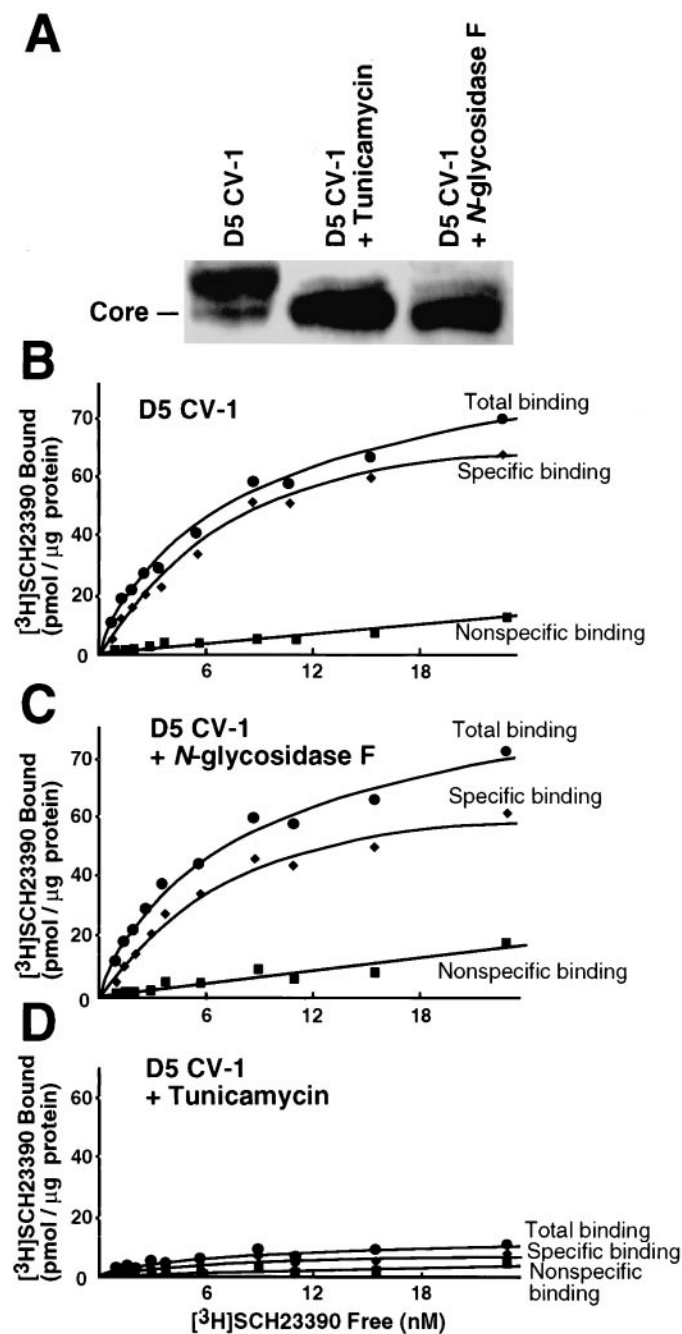 A
D5 CV-1
D5 CV-1
+ Tunicamycin
D5 CV-1
+ N-glycosidase F
Core –
B
D5 CV-1
[³H]SCH23390 Bound
(pmol / µg protein)
70
60
40
20
0
6
12
18
Total binding
Specific binding
Nonspecific binding
C
D5 CV-1
+ N-glycosidase F
[³H]SCH23390 Bound
(pmol / µg protein)
70
60
40
20
0
6
12
18
Total binding
Specific binding
Nonspecific binding
D
D5 CV-1
+ Tunicamycin
[³H]SCH23390 Bound
(pmol / µg protein)
60
40
20
0
6
12
18
Total binding
Specific binding
Nonspecific
binding
[³H]SCH23390 Free (nM)